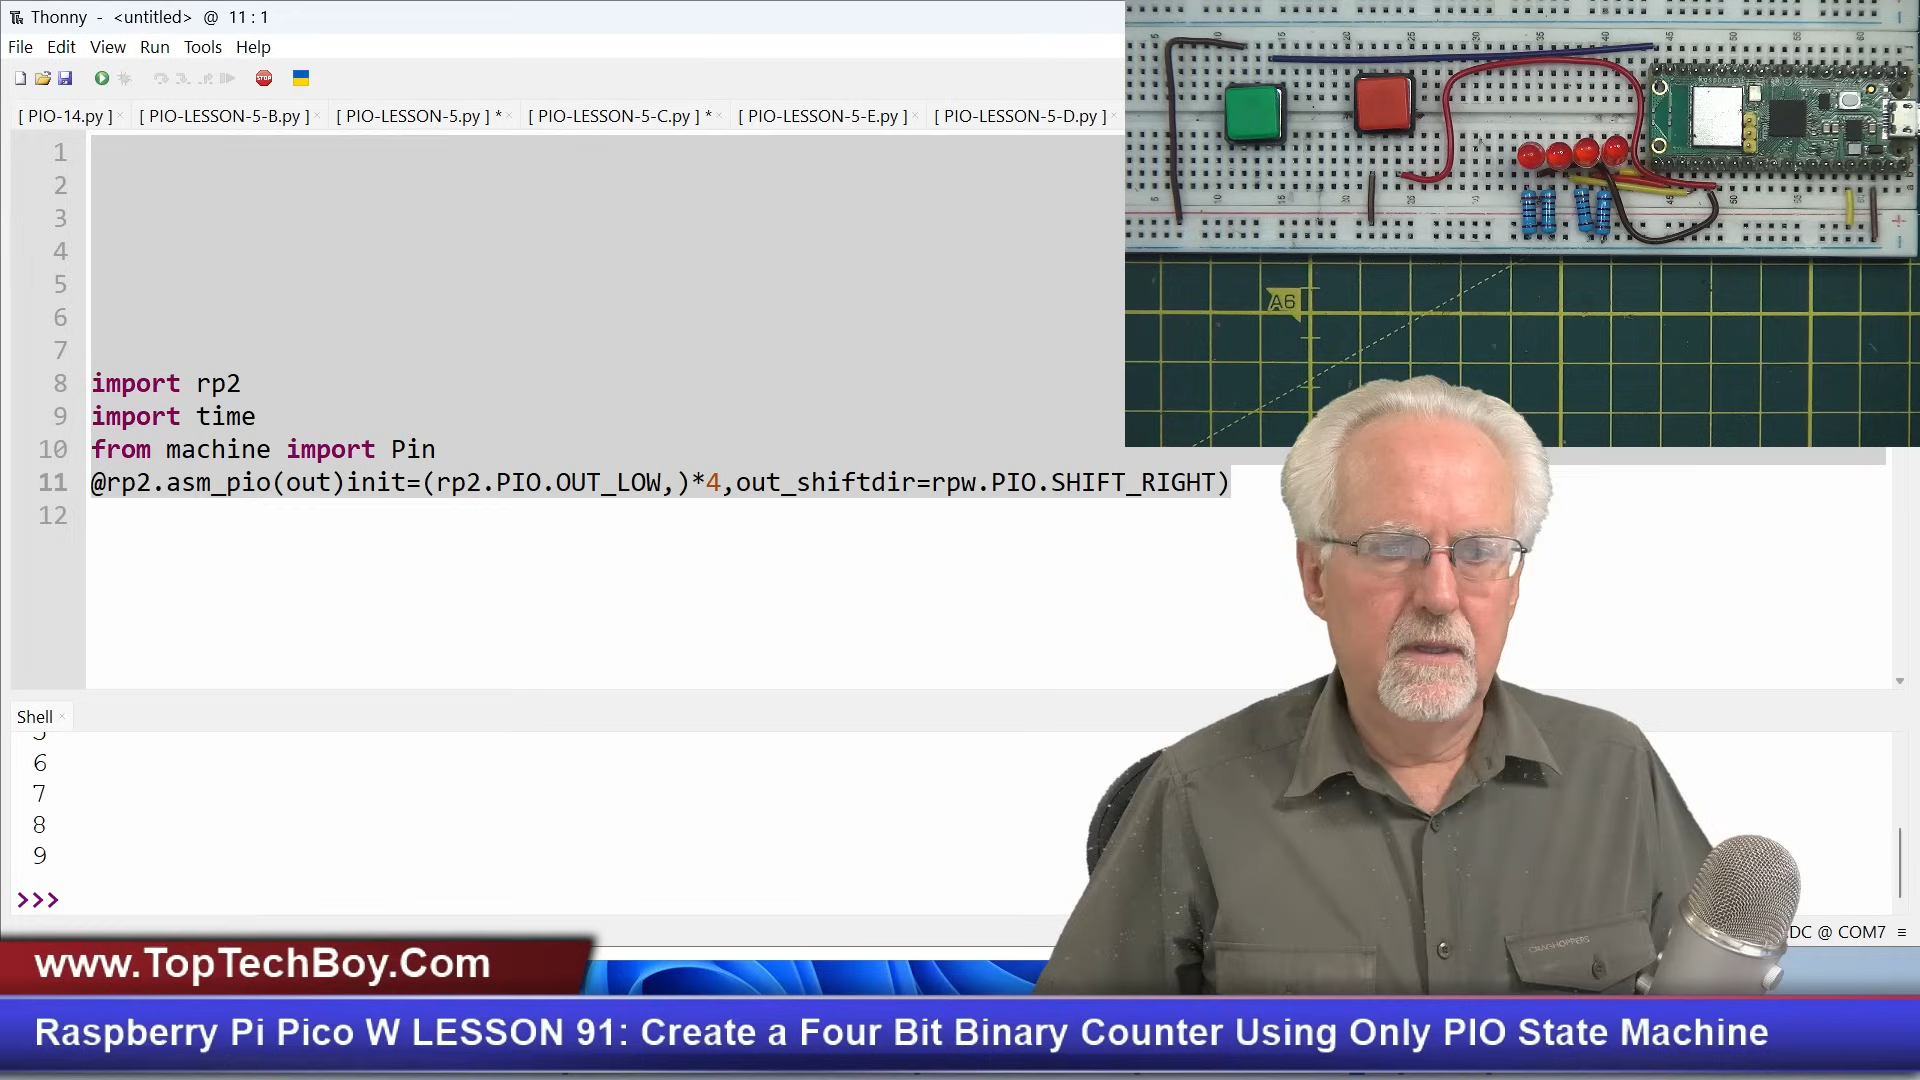 Thonny - <untitled> @ 11 : 1
File Edit View Run Tools Help
STOP
[ PIO-14.py ] × [ PIO-LESSON-5-B.py ] × [ PIO-LESSON-5.py ] * × [ PIO-LESSON-5-C.py ] * × [ PIO-LESSON-5-E.py ] × [ PIO-LESSON-5-D.py ] ×
1
2
3
4
5
6
7
8 import rp2
9 import time
10 from machine import Pin
11 @rp2.asm_pio(out)init=(rp2.PIO.OUT_LOW,)*4,out_shiftdir=rpw.PIO.SHIFT_RIGHT)
12
A6
Shell ×
6
7
8
9
>>>
DC @ COM7 ≡
CRAGHOPPERS
www.TopTechBoy.Com
Raspberry Pi Pico W LESSON 91: Create a Four Bit Binary Counter Using Only PIO State Machine